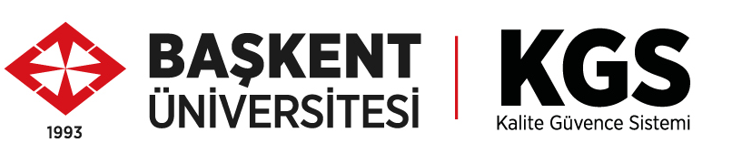 BAŞKENT
ÜNİVERSİTESİ
1993
KGS
Kalite Güvence Sistemi